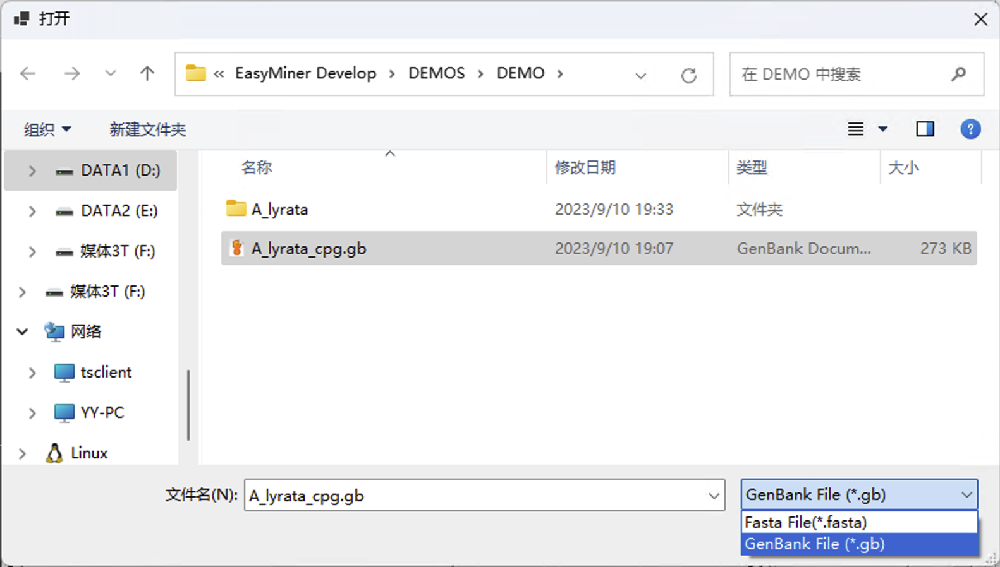 打开
« EasyMiner Develop › DEMOS › DEMO ›
在 DEMO 中搜索
组织
新建文件夹
名称 修改日期 类型 大小
A_lyrata 2023/9/10 19:33 文件夹
A_lyrata_cpg.gb 2023/9/10 19:07 GenBank Docum... 273 KB
DATA1 (D:)
DATA2 (E:)
媒体3T (F:)
媒体3T (F:)
网络
tsclient
YY-PC
Linux
文件名(N): A_lyrata_cpg.gb
GenBank File (*.gb)
Fasta File(*.fasta)
GenBank File (*.gb)